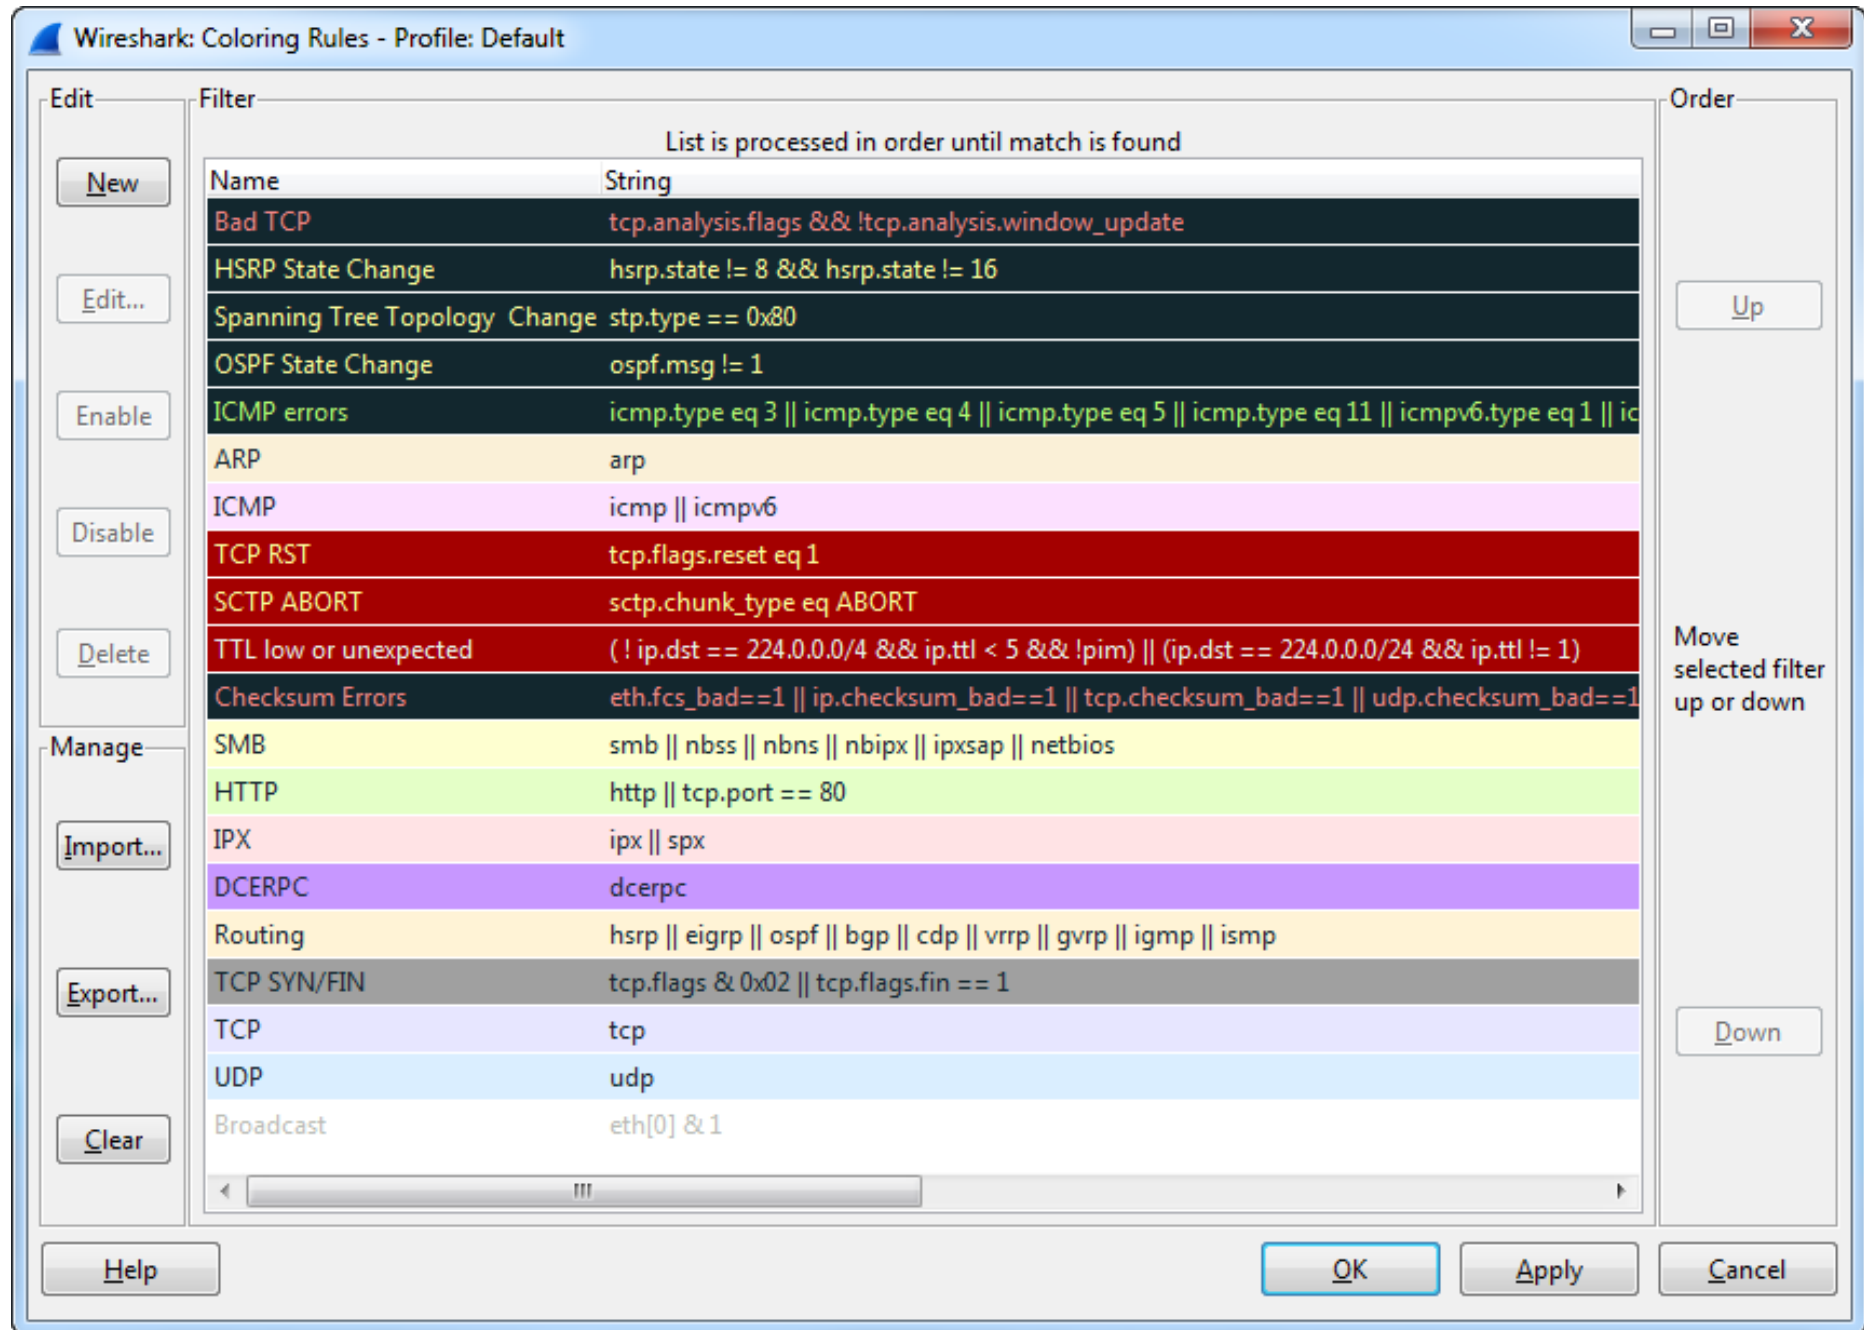 Wireshark: Coloring Rules - Profile: Default
Edit
New
Edit...
Enable
Disable
Delete
Manage
Import...
Export...
Clear
Filter
List is processed in order until match is found
Name String
Bad TCP tcp.analysis.flags && !tcp.analysis.window_update
HSRP State Change hsrp.state != 8 && hsrp.state != 16
Spanning Tree Topology  Change stp.type == 0x80
OSPF State Change ospf.msg != 1
ICMP errors icmp.type eq 3 || icmp.type eq 4 || icmp.type eq 5 || icmp.type eq 11 || icmpv6.type eq 1 || ic
ARP arp
ICMP icmp || icmpv6
TCP RST tcp.flags.reset eq 1
SCTP ABORT sctp.chunk_type eq ABORT
TTL low or unexpected ( ! ip.dst == 224.0.0.0/4 && ip.ttl < 5 && !pim) || (ip.dst == 224.0.0.0/24 && ip.ttl != 1)
Checksum Errors eth.fcs_bad==1 || ip.checksum_bad==1 || tcp.checksum_bad==1 || udp.checksum_bad==1
SMB smb || nbss || nbns || nbipx || ipxsap || netbios
HTTP http || tcp.port == 80
IPX ipx || spx
DCERPC dcerpc
Routing hsrp || eigrp || ospf || bgp || cdp || vrrp || gvrp || igmp || ismp
TCP SYN/FIN tcp.flags & 0x02 || tcp.flags.fin == 1
TCP tcp
UDP udp
Broadcast eth[0] & 1
Order
Up
Move
selected filter
up or down
Down
Help
OK
Apply
Cancel